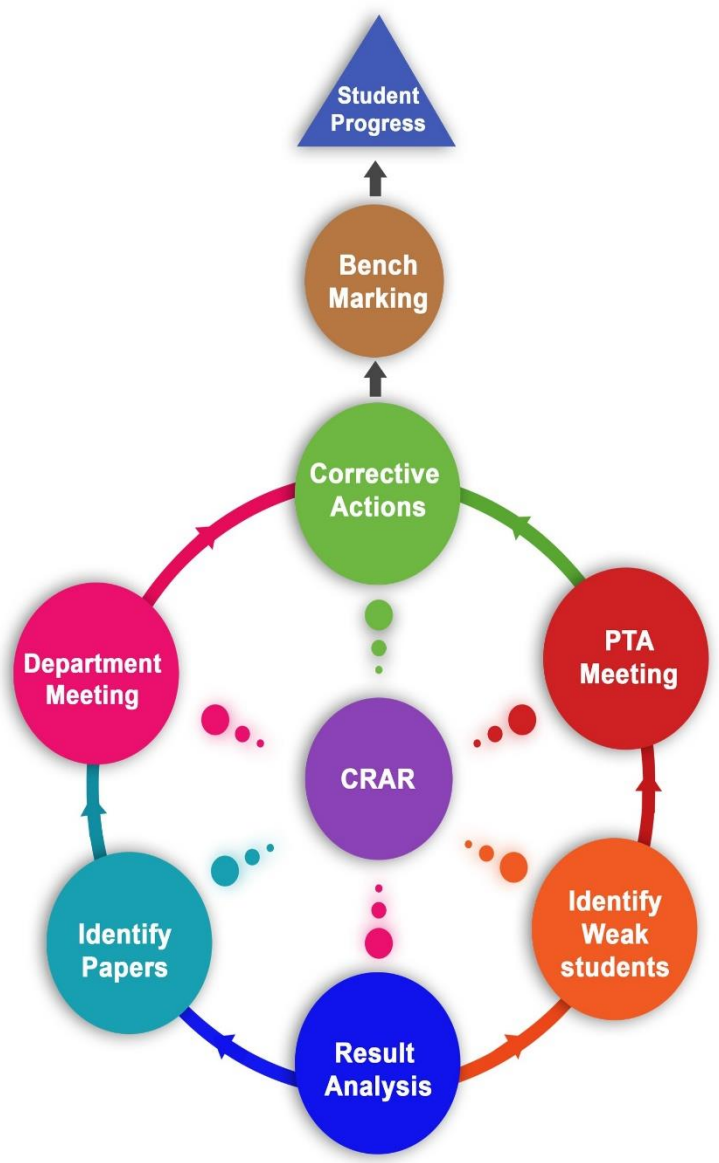 Student
Progress
Bench
Marking
Corrective
Actions
Department
Meeting
PTA
Meeting
CRAR
Identify
Papers
Identify
Weak
students
Result
Analysis